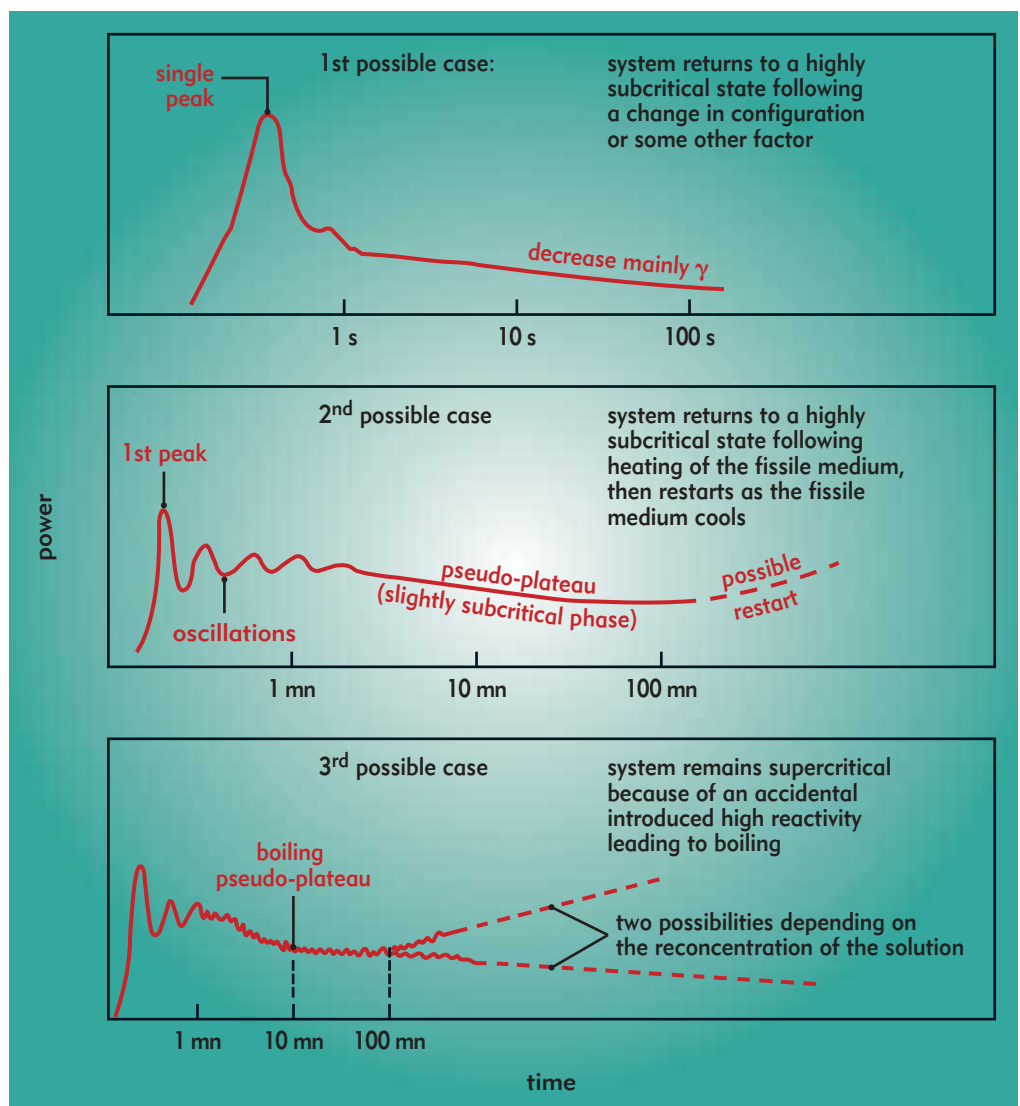 1st possible case:
system returns to a highly
subcritical state following
a change in configuration
or some other factor
single
peak
decrease mainly γ
1 s
10 s
100 s
2nd possible case
system returns to a highly
subcritical state following
heating of the fissile medium,
then restarts as the fissile
medium cools
1st peak
oscillations
pseudo-plateau
(slightly subcritical phase)
possible
restart
1 mn
10 mn
100 mn
power
3rd possible case
system remains supercritical
because of an accidental
introduced high reactivity
leading to boiling
boiling
pseudo-plateau
two possibilities depending on
the reconcentration of the solution
1 mn
10 mn
100 mn
time